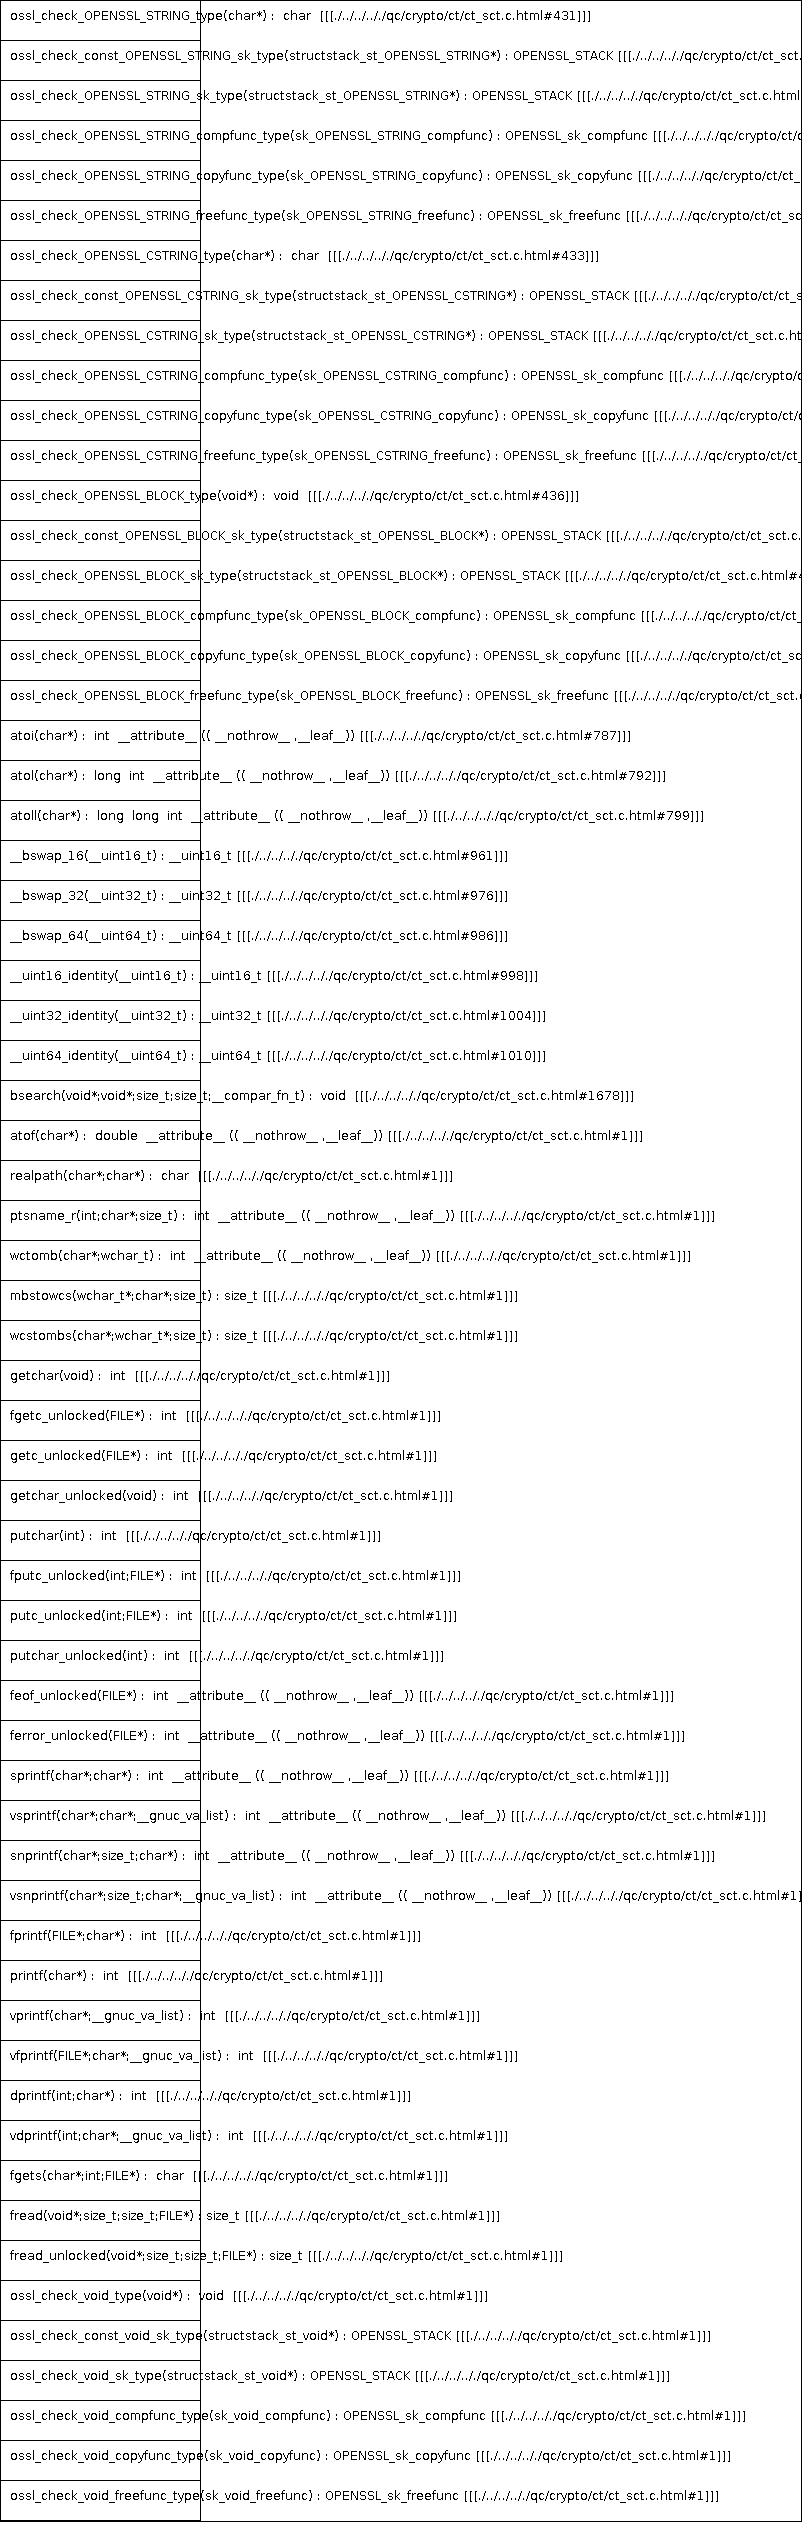 ossl_check_OPENSSL_STRING_type(char*) :  char  [[[./../../.././qc/crypto/ct/ct_sct.c.html#431]]]
ossl_check_const_OPENSSL_STRING_sk_type(structstack_st_OPENSSL_STRING*) : OPENSSL_STACK [[[./../../.././qc/crypto/ct/ct_sct.
ossl_check_OPENSSL_STRING_sk_type(structstack_st_OPENSSL_STRING*) : OPENSSL_STACK [[[./../../.././qc/crypto/ct/ct_sct.c.html
ossl_check_OPENSSL_STRING_compfunc_type(sk_OPENSSL_STRING_compfunc) : OPENSSL_sk_compfunc [[[./../../.././qc/crypto/ct/c
ossl_check_OPENSSL_STRING_copyfunc_type(sk_OPENSSL_STRING_copyfunc) : OPENSSL_sk_copyfunc [[[./../../.././qc/crypto/ct/ct_
ossl_check_OPENSSL_STRING_freefunc_type(sk_OPENSSL_STRING_freefunc) : OPENSSL_sk_freefunc [[[./../../.././qc/crypto/ct/ct_sc
ossl_check_OPENSSL_CSTRING_type(char*) :  char  [[[./../../.././qc/crypto/ct/ct_sct.c.html#433]]]
ossl_check_const_OPENSSL_CSTRING_sk_type(structstack_st_OPENSSL_CSTRING*) : OPENSSL_STACK [[[./../../.././qc/crypto/ct/ct_s
ossl_check_OPENSSL_CSTRING_sk_type(structstack_st_OPENSSL_CSTRING*) : OPENSSL_STACK [[[./../../.././qc/crypto/ct/ct_sct.c.ht
ossl_check_OPENSSL_CSTRING_compfunc_type(sk_OPENSSL_CSTRING_compfunc) : OPENSSL_sk_compfunc [[[./../../.././qc/crypto/c
ossl_check_OPENSSL_CSTRING_copyfunc_type(sk_OPENSSL_CSTRING_copyfunc) : OPENSSL_sk_copyfunc [[[./../../.././qc/crypto/ct/c
ossl_check_OPENSSL_CSTRING_freefunc_type(sk_OPENSSL_CSTRING_freefunc) : OPENSSL_sk_freefunc [[[./../../.././qc/crypto/ct/ct_
ossl_check_OPENSSL_BLOCK_type(void*) :  void  [[[./../../.././qc/crypto/ct/ct_sct.c.html#436]]]
ossl_check_const_OPENSSL_BLOCK_sk_type(structstack_st_OPENSSL_BLOCK*) : OPENSSL_STACK [[[./../../.././qc/crypto/ct/ct_sct.c.
ossl_check_OPENSSL_BLOCK_sk_type(structstack_st_OPENSSL_BLOCK*) : OPENSSL_STACK [[[./../../.././qc/crypto/ct/ct_sct.c.html#4
ossl_check_OPENSSL_BLOCK_compfunc_type(sk_OPENSSL_BLOCK_compfunc) : OPENSSL_sk_compfunc [[[./../../.././qc/crypto/ct/ct_
ossl_check_OPENSSL_BLOCK_copyfunc_type(sk_OPENSSL_BLOCK_copyfunc) : OPENSSL_sk_copyfunc [[[./../../.././qc/crypto/ct/ct_sc
ossl_check_OPENSSL_BLOCK_freefunc_type(sk_OPENSSL_BLOCK_freefunc) : OPENSSL_sk_freefunc [[[./../../.././qc/crypto/ct/ct_sct.c
atoi(char*) :  int  __attribute__ (( __nothrow__ ,__leaf__)) [[[./../../.././qc/crypto/ct/ct_sct.c.html#787]]]
atol(char*) :  long  int  __attribute__ (( __nothrow__ ,__leaf__)) [[[./../../.././qc/crypto/ct/ct_sct.c.html#792]]]
atoll(char*) :  long  long  int  __attribute__ (( __nothrow__ ,__leaf__)) [[[./../../.././qc/crypto/ct/ct_sct.c.html#799]]]
__bswap_16(__uint16_t) : __uint16_t [[[./../../.././qc/crypto/ct/ct_sct.c.html#961]]]
__bswap_32(__uint32_t) : __uint32_t [[[./../../.././qc/crypto/ct/ct_sct.c.html#976]]]
__bswap_64(__uint64_t) : __uint64_t [[[./../../.././qc/crypto/ct/ct_sct.c.html#986]]]
__uint16_identity(__uint16_t) : __uint16_t [[[./../../.././qc/crypto/ct/ct_sct.c.html#998]]]
__uint32_identity(__uint32_t) : __uint32_t [[[./../../.././qc/crypto/ct/ct_sct.c.html#1004]]]
__uint64_identity(__uint64_t) : __uint64_t [[[./../../.././qc/crypto/ct/ct_sct.c.html#1010]]]
bsearch(void*;void*;size_t;size_t;__compar_fn_t) :  void  [[[./../../.././qc/crypto/ct/ct_sct.c.html#1678]]]
atof(char*) :  double  __attribute__ (( __nothrow__ ,__leaf__)) [[[./../../.././qc/crypto/ct/ct_sct.c.html#1]]]
realpath(char*;char*) :  char  [[[./../../.././qc/crypto/ct/ct_sct.c.html#1]]]
ptsname_r(int;char*;size_t) :  int  __attribute__ (( __nothrow__ ,__leaf__)) [[[./../../.././qc/crypto/ct/ct_sct.c.html#1]]]
wctomb(char*;wchar_t) :  int  __attribute__ (( __nothrow__ ,__leaf__)) [[[./../../.././qc/crypto/ct/ct_sct.c.html#1]]]
mbstowcs(wchar_t*;char*;size_t) : size_t [[[./../../.././qc/crypto/ct/ct_sct.c.html#1]]]
wcstombs(char*;wchar_t*;size_t) : size_t [[[./../../.././qc/crypto/ct/ct_sct.c.html#1]]]
getchar(void) :  int  [[[./../../.././qc/crypto/ct/ct_sct.c.html#1]]]
fgetc_unlocked(FILE*) :  int  [[[./../../.././qc/crypto/ct/ct_sct.c.html#1]]]
getc_unlocked(FILE*) :  int  [[[./../../.././qc/crypto/ct/ct_sct.c.html#1]]]
getchar_unlocked(void) :  int  [[[./../../.././qc/crypto/ct/ct_sct.c.html#1]]]
putchar(int) :  int  [[[./../../.././qc/crypto/ct/ct_sct.c.html#1]]]
fputc_unlocked(int;FILE*) :  int  [[[./../../.././qc/crypto/ct/ct_sct.c.html#1]]]
putc_unlocked(int;FILE*) :  int  [[[./../../.././qc/crypto/ct/ct_sct.c.html#1]]]
putchar_unlocked(int) :  int  [[[./../../.././qc/crypto/ct/ct_sct.c.html#1]]]
feof_unlocked(FILE*) :  int  __attribute__ (( __nothrow__ ,__leaf__)) [[[./../../.././qc/crypto/ct/ct_sct.c.html#1]]]
ferror_unlocked(FILE*) :  int  __attribute__ (( __nothrow__ ,__leaf__)) [[[./../../.././qc/crypto/ct/ct_sct.c.html#1]]]
sprintf(char*;char*) :  int  __attribute__ (( __nothrow__ ,__leaf__)) [[[./../../.././qc/crypto/ct/ct_sct.c.html#1]]]
vsprintf(char*;char*;__gnuc_va_list) :  int  __attribute__ (( __nothrow__ ,__leaf__)) [[[./../../.././qc/crypto/ct/ct_sct.c.html#1]]]
snprintf(char*;size_t;char*) :  int  __attribute__ (( __nothrow__ ,__leaf__)) [[[./../../.././qc/crypto/ct/ct_sct.c.html#1]]]
vsnprintf(char*;size_t;char*;__gnuc_va_list) :  int  __attribute__ (( __nothrow__ ,__leaf__)) [[[./../../.././qc/crypto/ct/ct_sct.c.html#1]
fprintf(FILE*;char*) :  int  [[[./../../.././qc/crypto/ct/ct_sct.c.html#1]]]
printf(char*) :  int  [[[./../../.././qc/crypto/ct/ct_sct.c.html#1]]]
vprintf(char*;__gnuc_va_list) :  int  [[[./../../.././qc/crypto/ct/ct_sct.c.html#1]]]
vfprintf(FILE*;char*;__gnuc_va_list) :  int  [[[./../../.././qc/crypto/ct/ct_sct.c.html#1]]]
dprintf(int;char*) :  int  [[[./../../.././qc/crypto/ct/ct_sct.c.html#1]]]
vdprintf(int;char*;__gnuc_va_list) :  int  [[[./../../.././qc/crypto/ct/ct_sct.c.html#1]]]
fgets(char*;int;FILE*) :  char  [[[./../../.././qc/crypto/ct/ct_sct.c.html#1]]]
fread(void*;size_t;size_t;FILE*) : size_t [[[./../../.././qc/crypto/ct/ct_sct.c.html#1]]]
fread_unlocked(void*;size_t;size_t;FILE*) : size_t [[[./../../.././qc/crypto/ct/ct_sct.c.html#1]]]
ossl_check_void_type(void*) :  void  [[[./../../.././qc/crypto/ct/ct_sct.c.html#1]]]
ossl_check_const_void_sk_type(structstack_st_void*) : OPENSSL_STACK [[[./../../.././qc/crypto/ct/ct_sct.c.html#1]]]
ossl_check_void_sk_type(structstack_st_void*) : OPENSSL_STACK [[[./../../.././qc/crypto/ct/ct_sct.c.html#1]]]
ossl_check_void_compfunc_type(sk_void_compfunc) : OPENSSL_sk_compfunc [[[./../../.././qc/crypto/ct/ct_sct.c.html#1]]]
ossl_check_void_copyfunc_type(sk_void_copyfunc) : OPENSSL_sk_copyfunc [[[./../../.././qc/crypto/ct/ct_sct.c.html#1]]]
ossl_check_void_freefunc_type(sk_void_freefunc) : OPENSSL_sk_freefunc [[[./../../.././qc/crypto/ct/ct_sct.c.html#1]]]